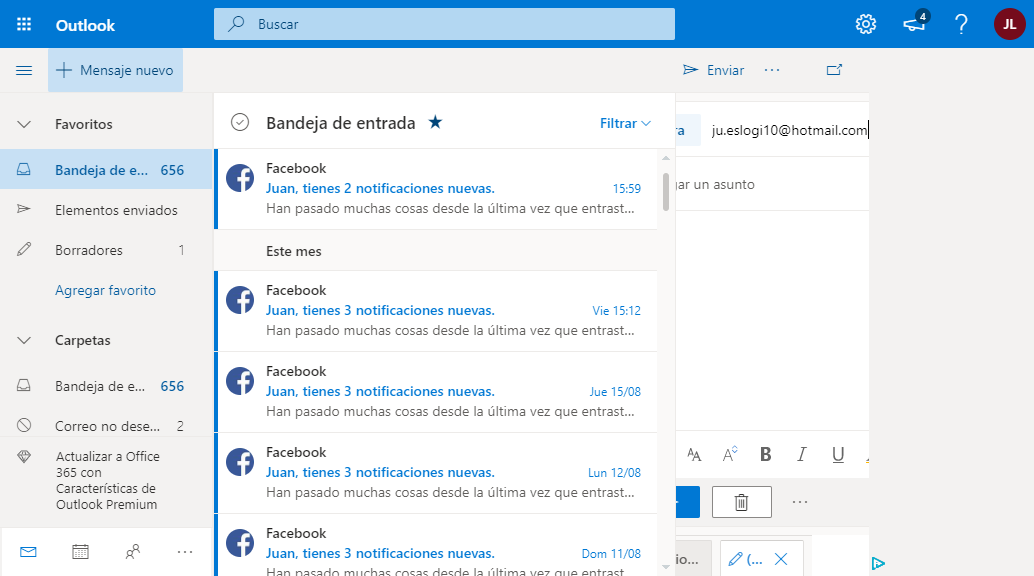 Outlook
Buscar
4
JL
Mensaje nuevo
Enviar
Favoritos
Bandeja de e... 656
Elementos enviados
Borradores 1
Agregar favorito
Carpetas
Bandeja de e... 656
Correo no dese... 2
Actualizar a Office
365 con
Características de
Outlook Premium
Bandeja de entrada
Filtrar
Facebook
Juan, tienes 2 notificaciones nuevas. 15:59
Han pasado muchas cosas desde la última vez que entrast...
Este mes
Facebook
Juan, tienes 3 notificaciones nuevas. Vie 15:12
Han pasado muchas cosas desde la última vez que entrast...
Facebook
Juan, tienes 3 notificaciones nuevas. Jue 15/08
Han pasado muchas cosas desde la última vez que entrast...
Facebook
Juan, tienes 3 notificaciones nuevas. Lun 12/08
Han pasado muchas cosas desde la última vez que entrast...
Facebook
Juan, tienes 3 notificaciones nuevas. Dom 11/08
Han pasado muchas cosas desde la última vez que entrast...
ra ju.eslogi10@hotmail.com
gar un asunto
AA A B I U
io... (...